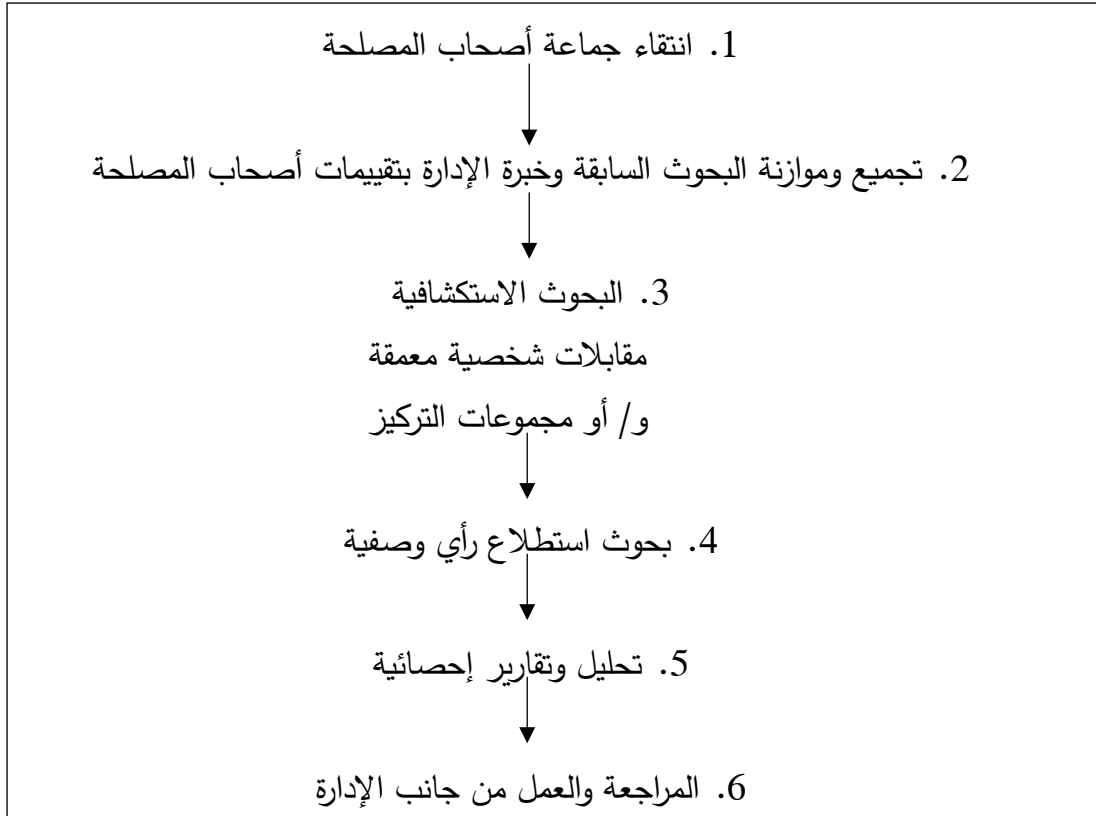 1. انتقاء جماعة أصحاب المصلحة
2. تجميع وموازنة البحوث السابقة وخبرة الإدارة بتقييمات أصحاب المصلحة
3. البحوث الاستكشافية
مقابلات شخصية معمقة
و/ أو مجموعات التركيز
4. بحوث استطلاع رأي وصفية
5. تحليل وتقارير إحصائية
6. المراجعة والعمل من جانب الإدارة